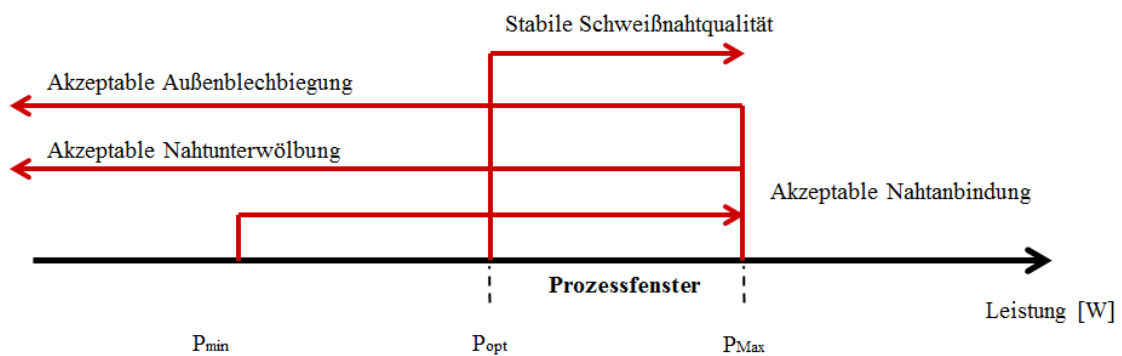 Stabile Schweißnahtqualität
Akzeptable Außenblechbiegung
Akzeptable Nahtunterwölbung
Akzeptable Nahtanbindung
Prozessfenster
Leistung [W]
Pmin Popt PMax